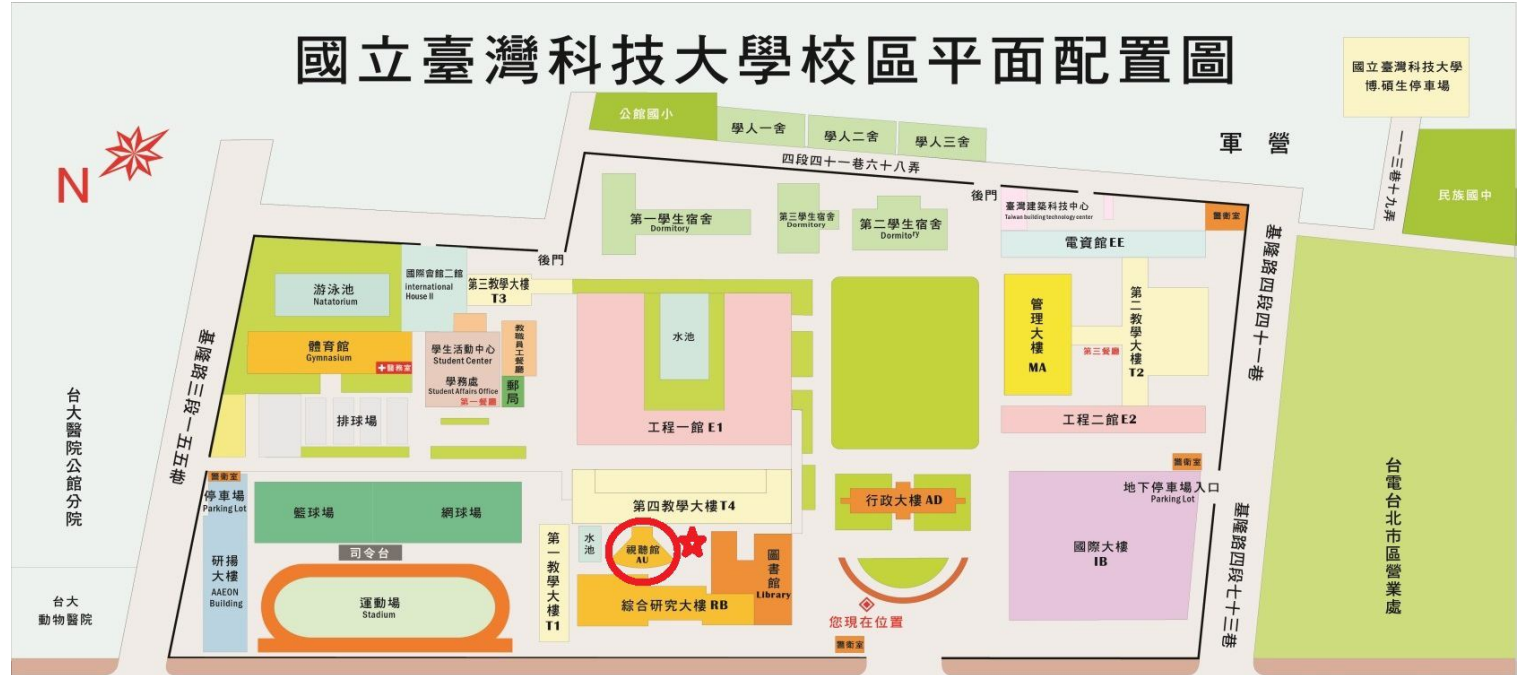 國立臺灣科技大學校區平面配置圖
國立臺灣科技大學
博.碩生停車場
N
公館國小
學人一舍
學人二舍
學人三舍
軍營
一一三巷十九弄
民族國中
四段四十一巷六十八弄
後門
第一學生宿舍
Dormitory
第三學生宿舍
Dormitory
第二學生宿舍
Dormitory
臺灣建築科技中心
Taiwan building technology center
警衛室
電資館EE
基隆路四段四十一巷
後門
游泳池
Natatorium
國際會館二館
international
House II
第三教學大樓
T3
體育館
Gymnasium
醫務室
學生活動中心
Student Center
學務處
Student Affairs Office
第一餐廳
教職員工餐廳
郵局
水池
工程一館 E1
管理大樓
MA
第三餐廳
第二教學大樓
T2
工程二館E2
基隆路三段一五五巷
台大醫院公館分院
排球場
警衛室
停車場
Parking Lot
籃球場
網球場
司令台
研揚
大樓
AAEON
Building
運動場
Stadium
台大
動物醫院
第四教學大樓T4
第一教學大樓
T1
水池
視聽館
AU
圖書館
Library
綜合研究大樓 RB
行政大樓 AD
您現在位置
警衛室
警衛室
地下停車場入口
Parking Lot
國際大樓
IB
基隆路四段七十三巷
台電台北市區營業處